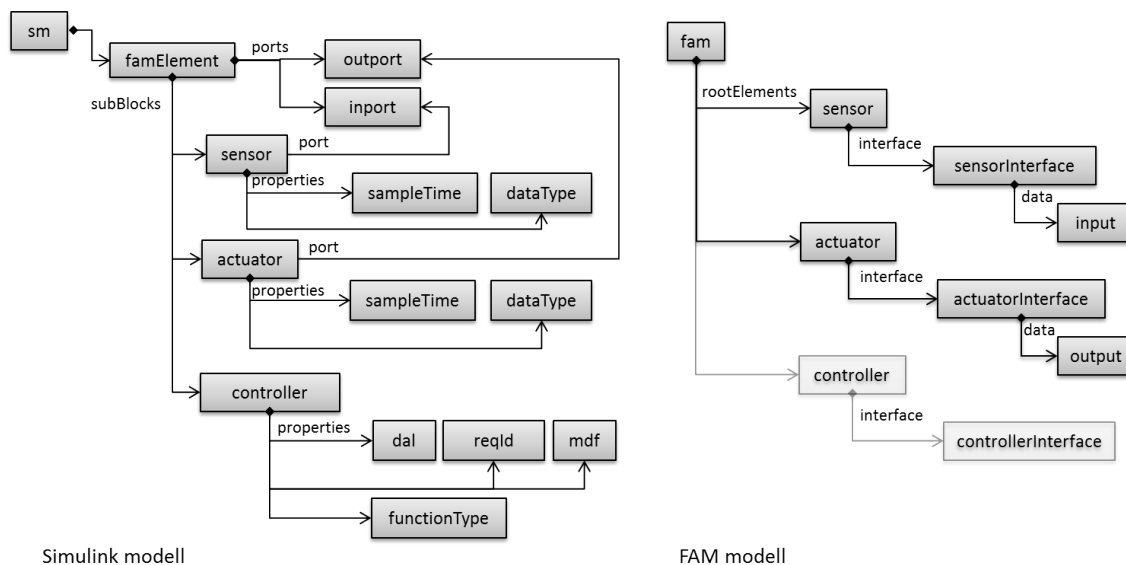 sm
famElement
ports
outport
subBlocks
inport
sensor
port
properties
sampleTime
dataType
actuator
port
properties
sampleTime
dataType
controller
properties
dal
reqId
mdf
functionType
Simulink modell
fam
rootElements
sensor
interface
sensorInterface
data
input
actuator
interface
actuatorInterface
data
output
controller
interface
controllerInterface
FAM modell